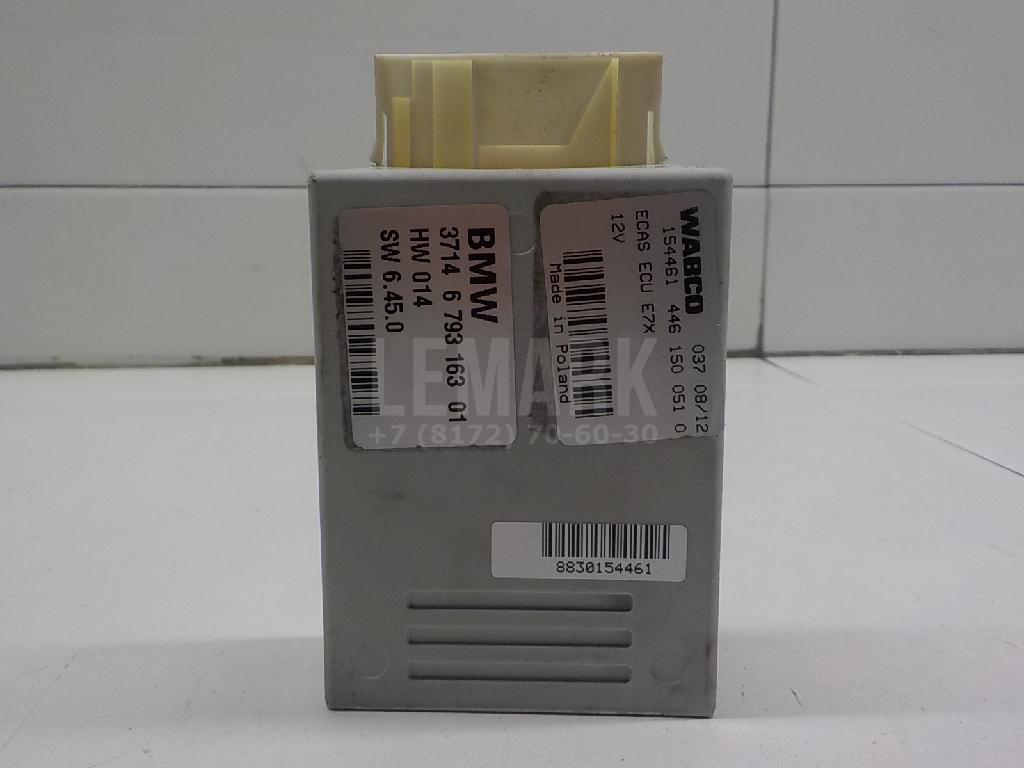 BMW
3714 6 793 163 01
HW 014
SW 6.45.0
WABCO 037 08/12
154461 446 150 051 0
ECAS ECU E7X
12V
Made in Poland
LEMARK
+7 (8172) 70-60-30
8830154461